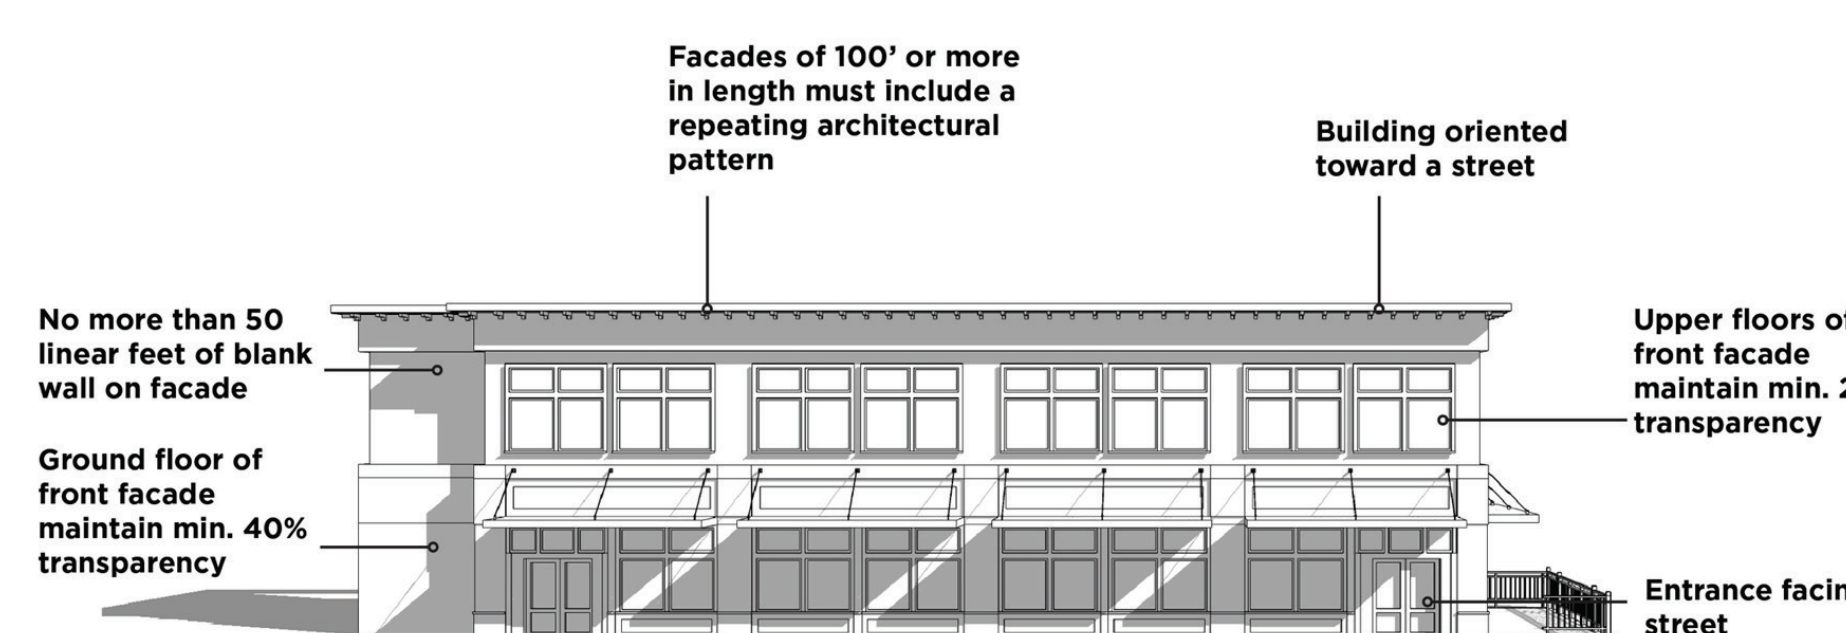 Facades of 100’ or more
in length must include a
repeating architectural
pattern
Building oriented
toward a street
No more than 50
linear feet of blank
wall on facade
Ground floor of
front facade
maintain min. 40%
transparency
Upper floors
front facade
maintain min.
transparency
Entrance
street